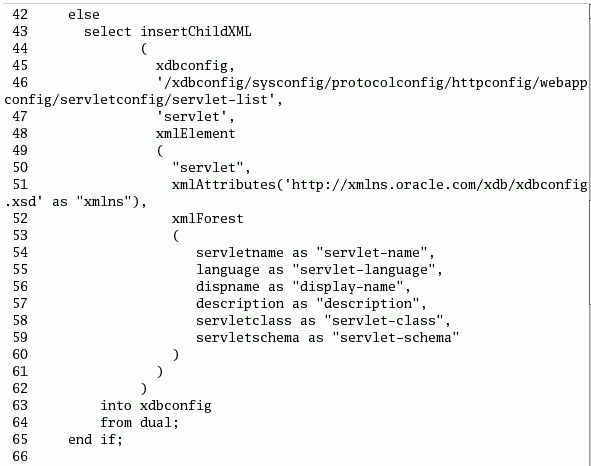 42     else
43       select insertChildXML
44              (
45                xdbconfig,
46                '/xdbconfig/sysconfig/protocolconfig/httpconfig/webapp
config/servletconfig/servlet-list',
47                'servlet',
48                xmlElement
49                (
50                  "servlet",
51                  xmlAttributes('http://xmlns.oracle.com/xdb/xdbconfig
.xsd' as "xmlns"),
52                  xmlForest
53                  (
54                     servletname as "servlet-name",
55                     language as "servlet-language",
56                     dispname as "display-name",
57                     description as "description",
58                     servletclass as "servlet-class",
59                     servletschema as "servlet-schema"
60                  )
61                )
62              )
63         into xdbconfig
64         from dual;
65     end if;
66